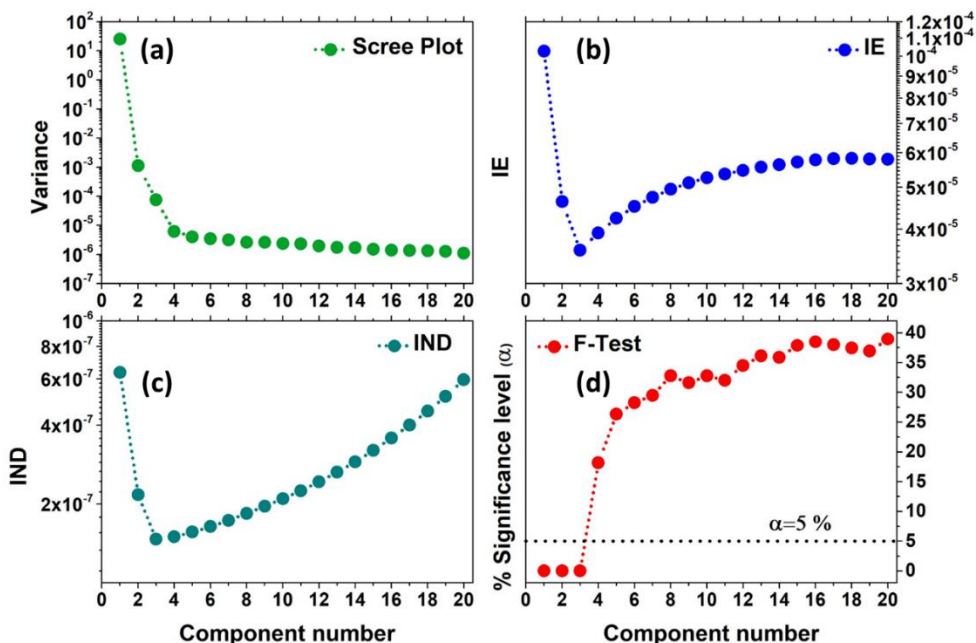 (a) Scree Plot
Variance
10² 10¹ 10⁰ 10⁻¹ 10⁻² 10⁻³ 10⁻⁴ 10⁻⁵ 10⁻⁶ 10⁻⁷
0 2 4 6 8 10 12 14 16 18 20
(b) IE
IE
1.2x10⁻⁴
1.1x10⁻⁴
10⁻⁴
9x10⁻⁵
8x10⁻⁵
7x10⁻⁵
6x10⁻⁵
5x10⁻⁵
4x10⁻⁵
3x10⁻⁵
0 2 4 6 8 10 12 14 16 18 20
IND
(c)
IND
10⁻⁶
8x10⁻⁷
6x10⁻⁷
4x10⁻⁷
2x10⁻⁷
0 2 4 6 8 10 12 14 16 18 20
Component number
F-Test
(d)
% Significance level (α)
α=5 %
40
35
30
25
20
15
10
5
0
0 2 4 6 8 10 12 14 16 18 20
Component number